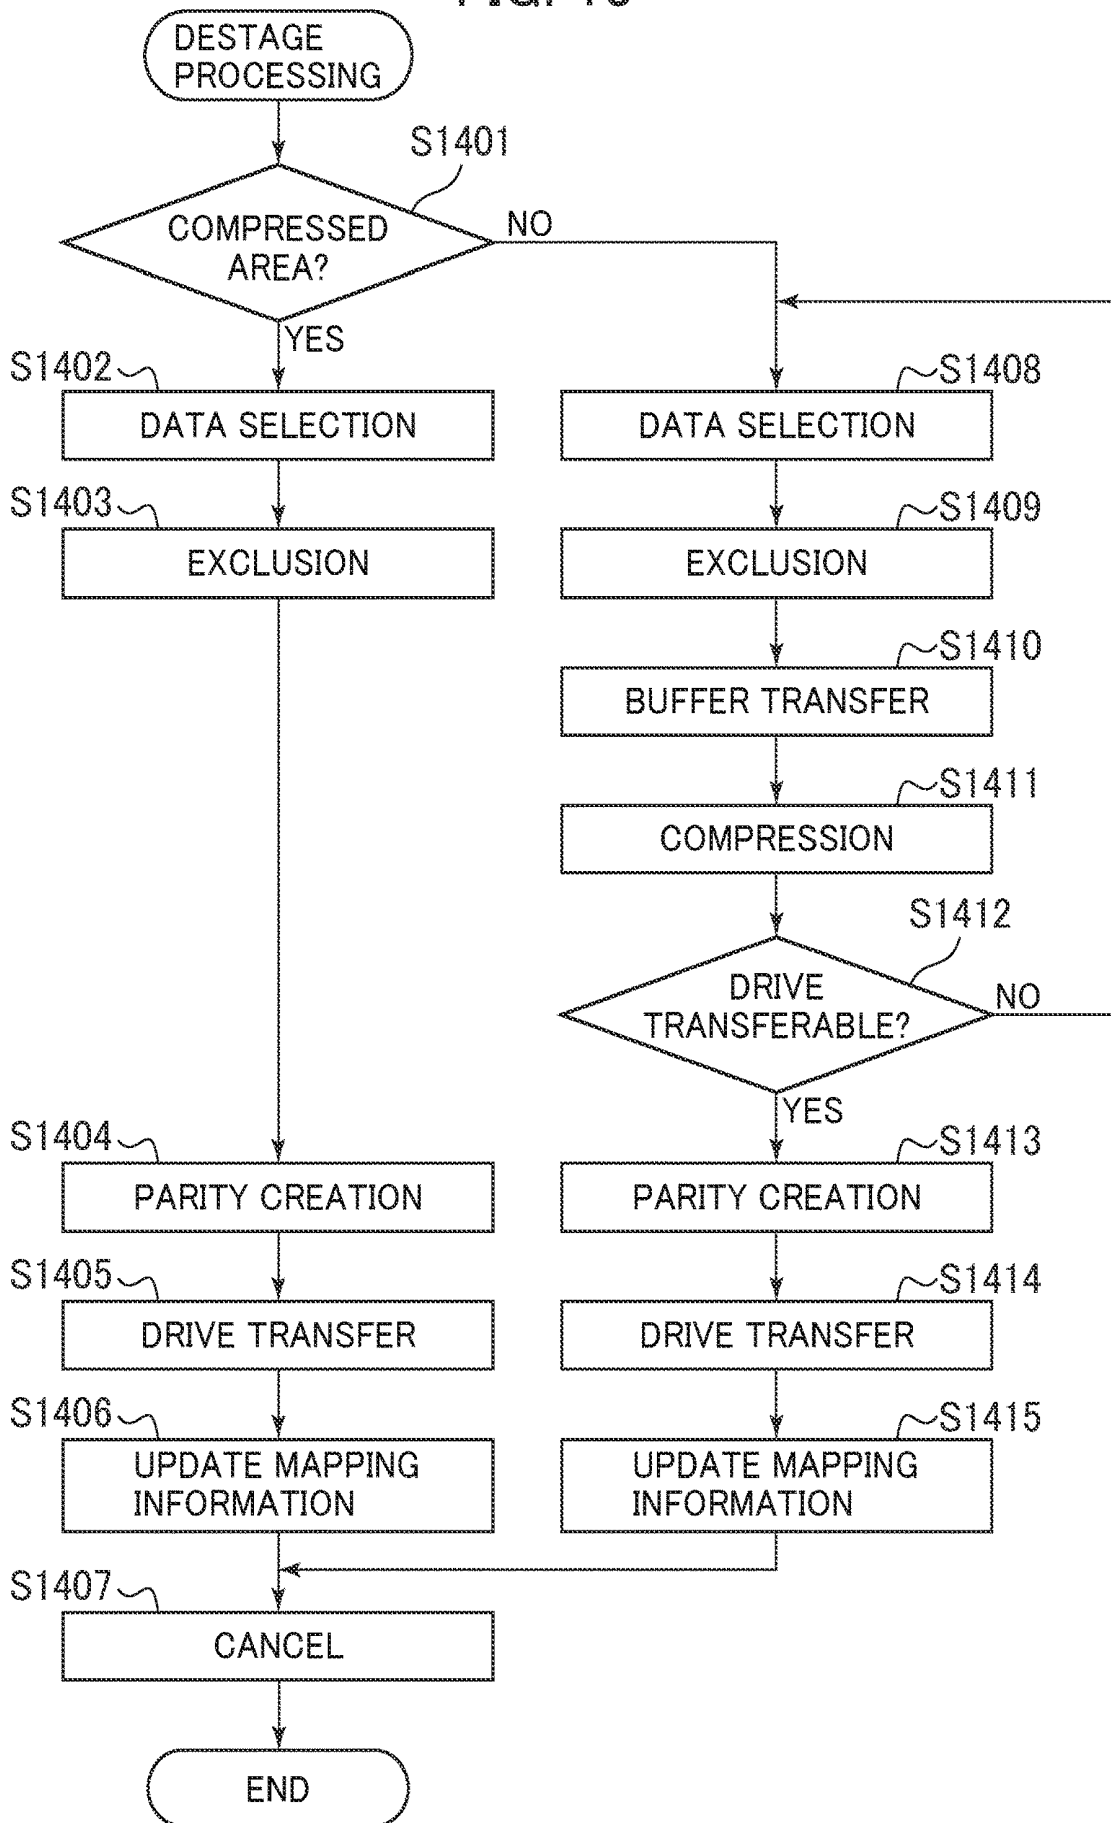 DESTAGE
PROCESSING
S1401
COMPRESSED
AREA?
NO
YES
S1402
DATA SELECTION
S1408
DATA SELECTION
S1403
EXCLUSION
S1409
EXCLUSION
S1410
BUFFER TRANSFER
S1411
COMPRESSION
S1412
DRIVE
TRANSFERABLE?
NO
YES
S1404
PARITY CREATION
S1413
PARITY CREATION
S1405
DRIVE TRANSFER
S1414
DRIVE TRANSFER
S1406
UPDATE MAPPING
INFORMATION
S1415
UPDATE MAPPING
INFORMATION
S1407
CANCEL
END